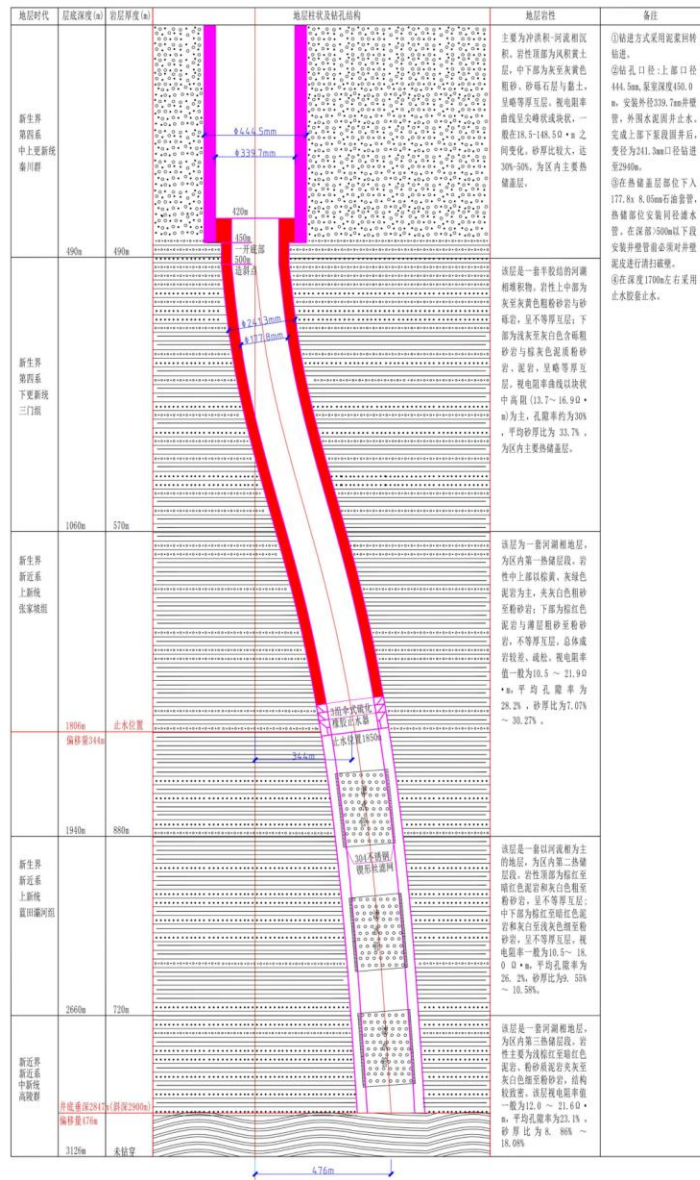 地层时代
层底深度(m)
岩层厚度(m)
地层柱状及钻孔结构
地层岩性
备注
新生界
第四系
中上更新统
秦川群
490m
490m
Φ444.5mm
Φ339.7mm
420m
450m
一开底部
500m
造斜点
主要为冲洪积-河流相沉
积。岩性顶部为风积黄土
层,中下部为灰至灰黄色
粗砂、砂砾石层与黏土,
呈略等厚互层。视电阻率
曲线呈尖峰状或块状,一
般在18.5-148.5Ω·m 之
间变化。砂厚比较大,达
30%-50%,为区内主要热
储盖层。
①钻进方式采用泥浆回转
钻进。
②钻孔口径:上部口径
444.5mm,泵室深度450.0
m,安装外径339.7mm井壁
管,外围水泥固井止水。
完成上部下泵段固井后,
变径为241.3mm口径钻进
至2940m。
③在热储盖层部位下入
177.8x 8.05mm石油套管,
热储部位安装同径滤水
管。在深部>500m以下段
安装井壁管前必须对井壁
泥皮进行清扫破壁。
④在深度1700m左右采用
止水胶套止水。
新生界
第四系
下更新统
三门组
1060m
570m
Φ241.3mm
Φ177.8mm
该层是一套半胶结的河湖
相堆积物。岩性上中部为
灰至灰黄色粗粉砂岩与砂
砾岩,呈不等厚互层;下
部为浅灰至灰白色含砾粗
砂岩与棕灰色泥质粉砂
岩、泥岩,呈略等厚互
层。视电阻率曲线以块状
中高阻(13.7～ 16.9Ω·
m)为主,孔隙率约为30%
,平均砂厚比为 33.7% 。
为区内主要热储盖层。
新生界
新近系
上新统
张家坡组
1806m
止水位置
偏移量344m
1940m
880m
3组伞式硫化
橡胶止水器
止水位置1850m
344m
该层为一套河湖相地层,
为区内第一热储层段。岩
性中上部以棕黄、灰绿色
泥岩为主,夹灰白色粗砂
至粉砂岩;下部为棕红色
泥岩与薄层粗砂至粉砂
岩,不等厚互层。总体成
岩较差、疏松。视电阻率
值一般为10.5 ～ 21.9Ω
·m,平均孔隙率为
28.2% ,砂厚比为7.07%
～ 30.27% 。
新生界
新近系
上新统
蓝田灞河组
2660m
720m
304不锈钢
楔形丝滤网
该层是一套以河流相为主
的地层,为区内第二热储
层段。岩性顶部为棕红至
暗红色泥岩和灰白色粗至
粉砂岩,呈不等厚互层;
中下部为棕红至暗红色泥
岩和灰白至浅灰色细至粉
砂岩,呈不等厚互层。视
电阻率一般为10.5～ 18.
0 Ω·m,平均孔隙率为
26. 2%,砂厚比为9. 55%
～ 10.58%。
新近界
新近系
中新统
高陵群
井底垂深2847m(斜深2900m)
偏移量476m
3126m
未钻穿
476m
该层是一套河湖相地层,
为区内第三热储层段。岩
性主要为浅棕红至暗红色
泥岩、粉砂质泥岩夹灰至
灰白色细至粉砂岩,结构
较致密。该层视电阻率值
一般为12.0 ～ 21.6Ω·
m,平均孔隙率为23.1% ,
砂厚比为8. 86% ～
18.08%